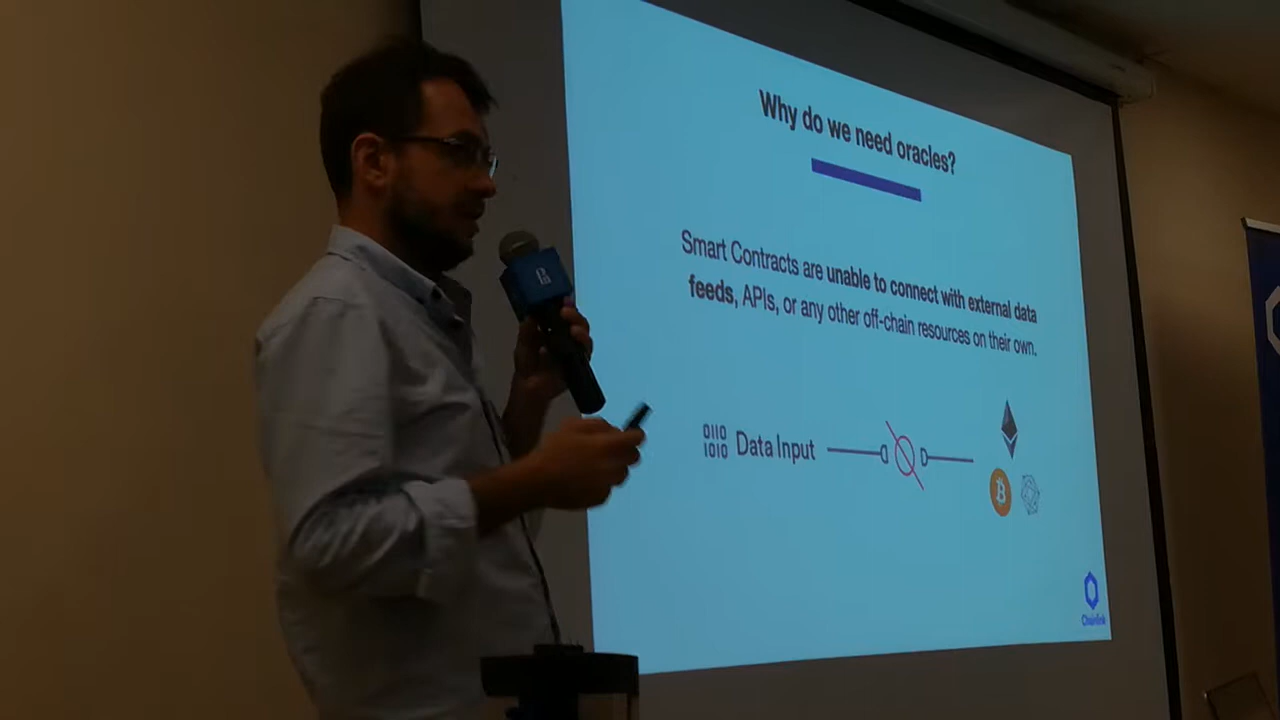 Why do we need oracles?
Smart Contracts are unable to connect with external data
feeds, APIs, or any other off-chain resources on their own.
0110
1010
Data Input
Chainlink